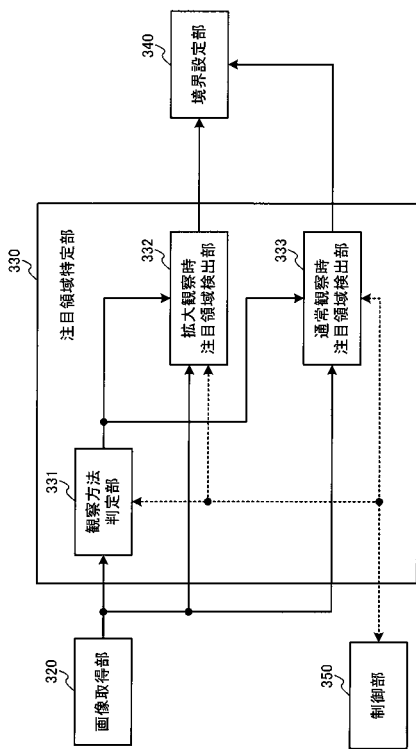 330
注目領域特定部
320
画像取得部
331
観察方法
判定部
332
拡大観察時
注目領域検出部
340
境界設定部
333
通常観察時
注目領域検出部
350
制御部